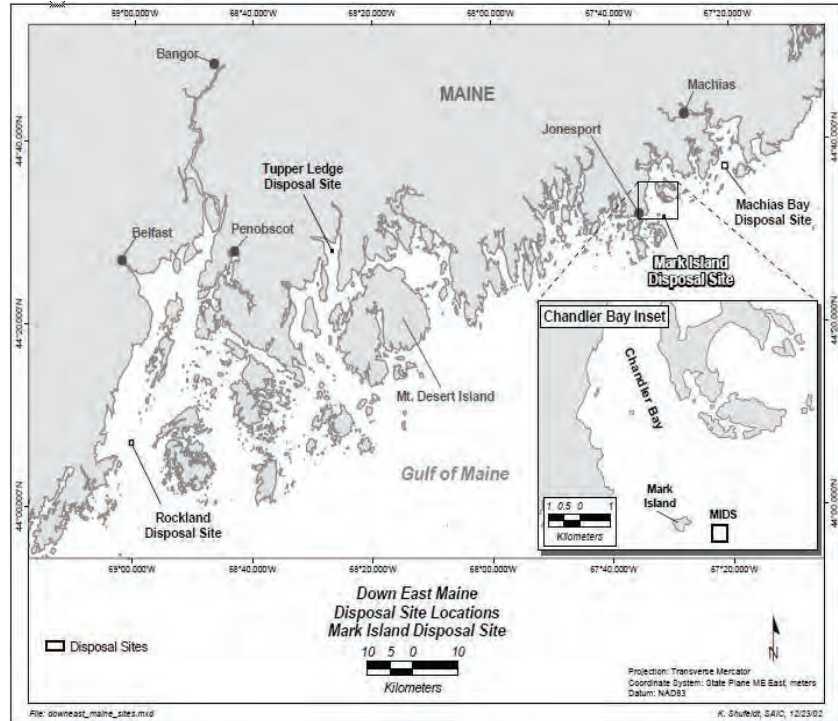 69°00.000'W
68°40.000'W
68°20.000'W
68°00.000'W
67°40.000'W
67°20.000'W
Bangor
MAINE
Machias
44°40.000'N
44°40.000'N
Jonesport
Tupper Ledge
Disposal Site
Machias Bay
Disposal Site
Belfast
Penobscot
Mark Island
Disposal Site
44°20.000'N
44°20.000'N
Chandler Bay Inset
Chandler Bay
Mt. Desert Island
Gulf of Maine
Mark
Island
MIDS
1 0.5 0 1
Kilometers
44°00.000'N
44°00.000'N
Rockland
Disposal Site
69°00.000'W
68°40.000'W
68°20.000'W
68°00.000'W
67°40.000'W
67°20.000'W
Down East Maine
Disposal Site Locations
Mark Island Disposal Site
Disposal Sites
10 5 0 10
Kilometers
N
Projection: Transverse Mercator
Coordinate System: State Plane ME East, meters
Datum: NAD83
File: downeast_maine_sites.mxd
K. Shufeldt, SAIC,